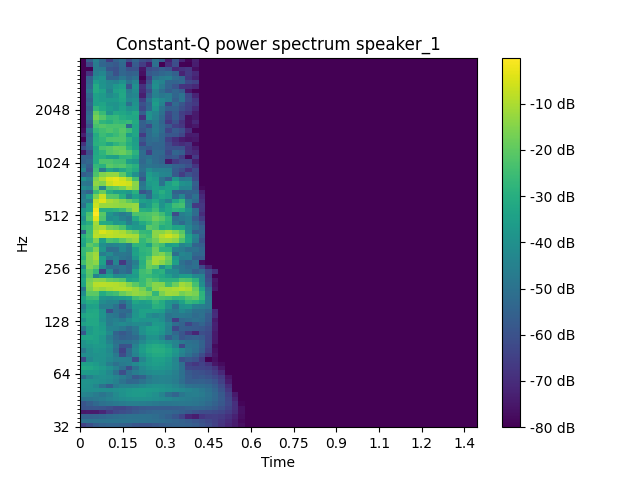 Constant-Q power spectrum speaker_1
Hz
2048
1024
512
256
128
64
32
0 0.15 0.3 0.45 0.6 0.75 0.9 1.1 1.2 1.4
Time
-10 dB
-20 dB
-30 dB
-40 dB
-50 dB
-60 dB
-70 dB
-80 dB